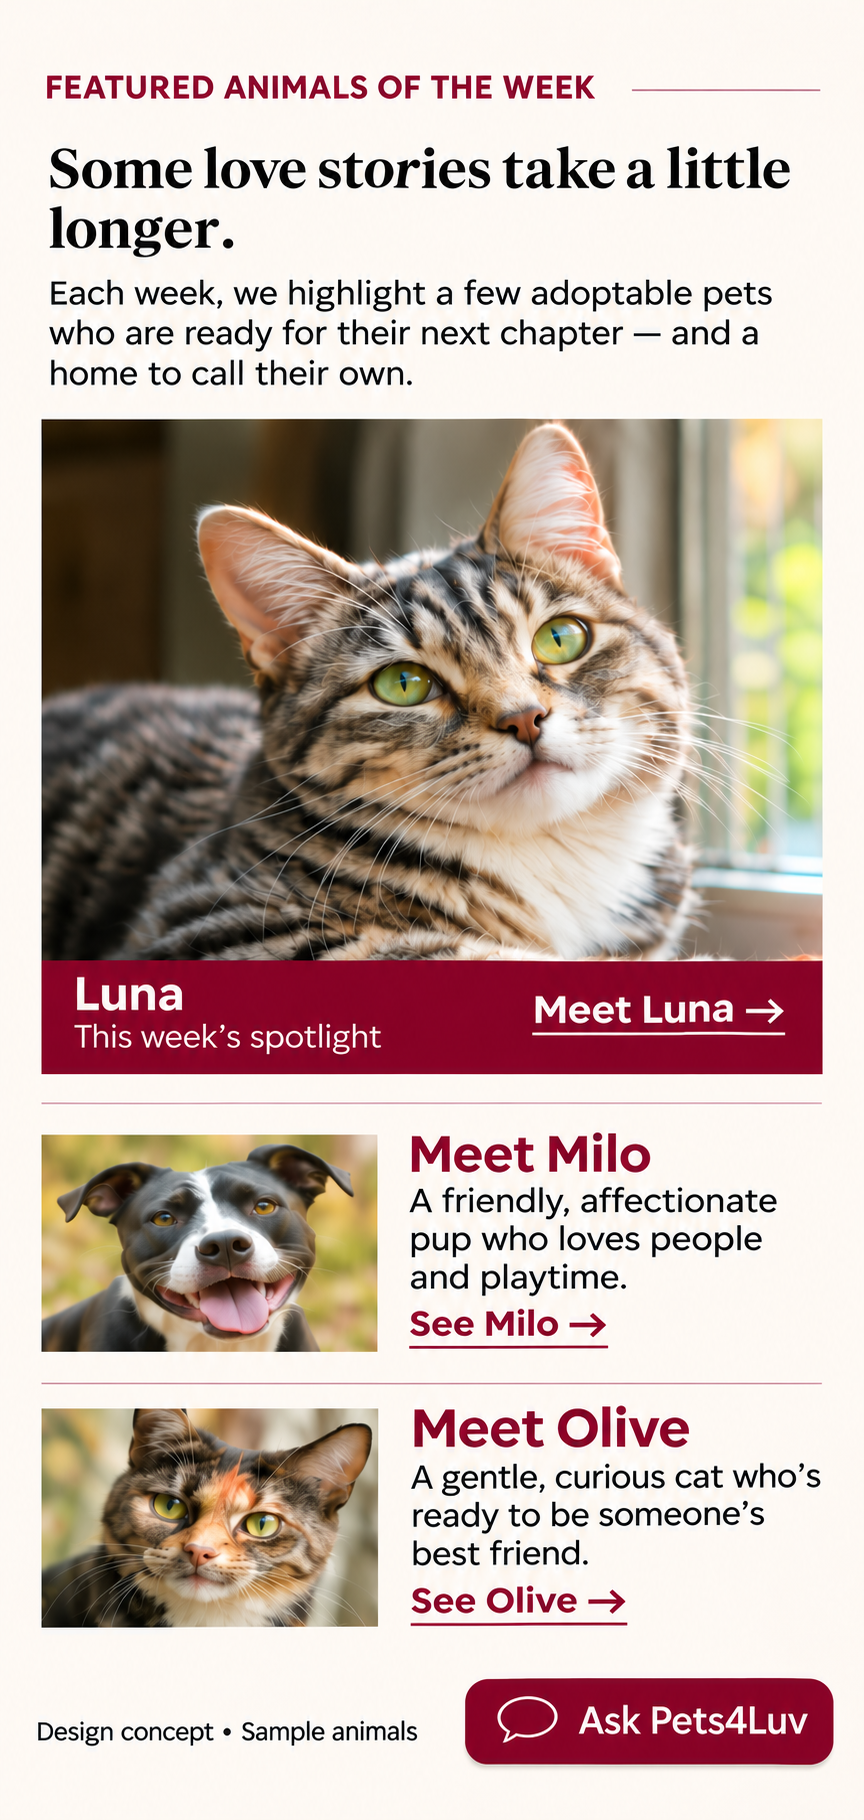 FEATURED ANIMALS OF THE WEEK
Some love stories take a little
longer.
Each week, we highlight a few adoptable pets
who are ready for their next chapter — and a
home to call their own.
Luna
This week’s spotlight
Meet Luna →
Meet Milo
A friendly, affectionate
pup who loves people
and playtime.
See Milo →
Meet Olive
A gentle, curious cat who’s
ready to be someone’s
best friend.
See Olive →
Design concept • Sample animals
Ask Pets4Luv